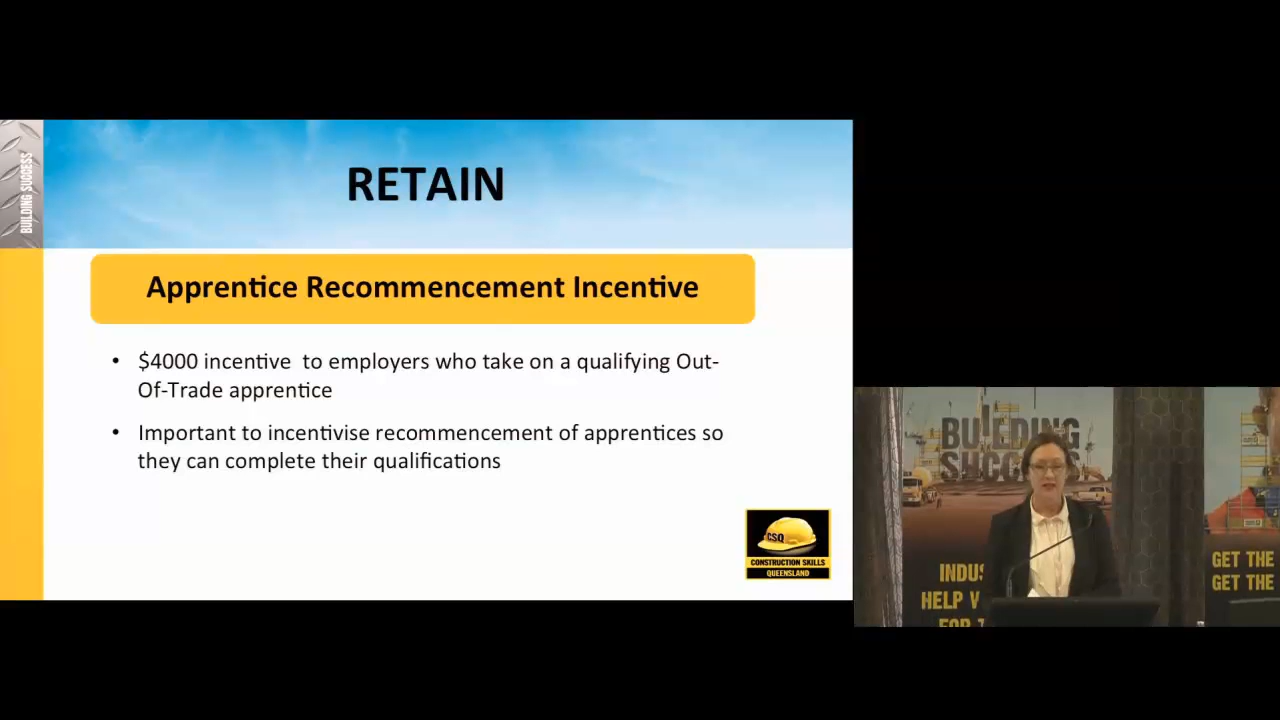 BUILDING SUCCESS
RETAIN
Apprentice Recommencement Incentive
• $4000 incentive  to employers who take on a qualifying Out-
Of-Trade apprentice
• Important to incentivise recommencement of apprentices so
they can complete their qualifications
CSQ
CONSTRUCTION SKILLS
QUEENSLAND
BUILDING
SUCCESS
INDUS
HELP
GET THE
GET THE